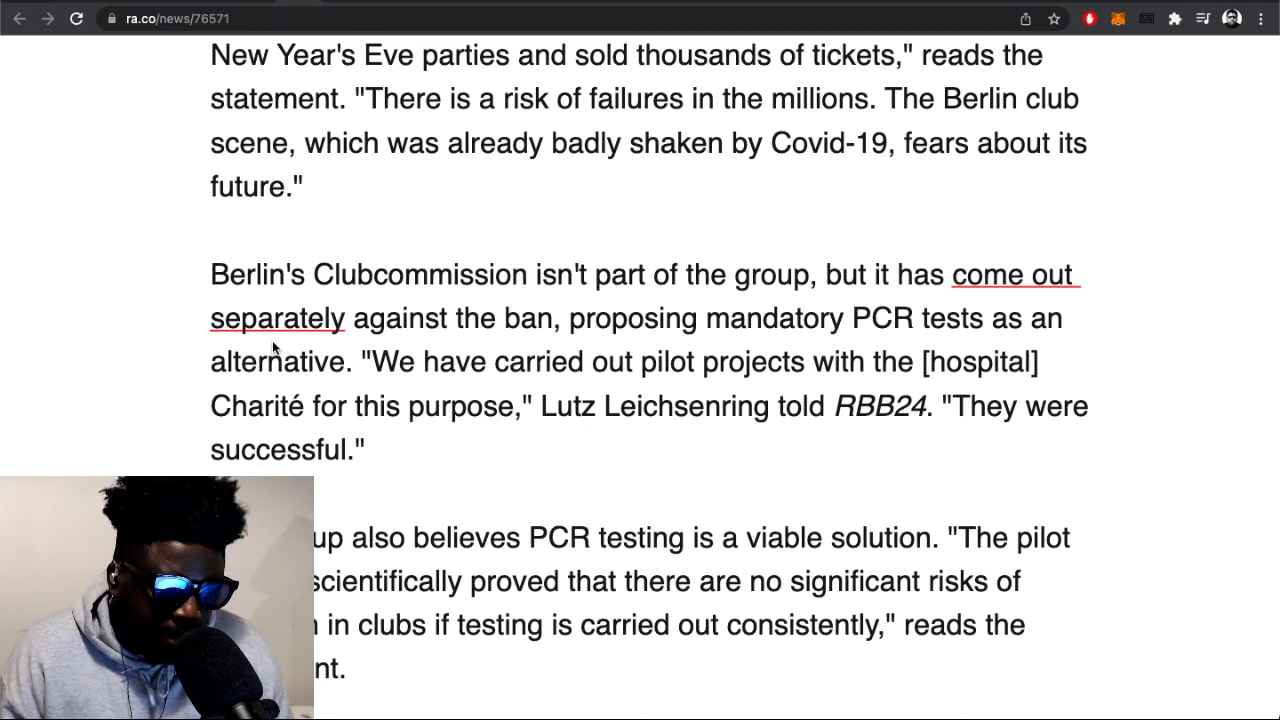 ra.co/news/76571
New Year's Eve parties and sold thousands of tickets," reads the
statement. "There is a risk of failures in the millions. The Berlin club
scene, which was already badly shaken by Covid-19, fears about its
future."
Berlin's Clubcommission isn't part of the group, but it has come out
separately against the ban, proposing mandatory PCR tests as an
alternative. "We have carried out pilot projects with the [hospital]
Charité for this purpose," Lutz Leichsenring told RBB24. "They were
successful."
up also believes PCR testing is a viable solution. "The pilot
scientifically proved that there are no significant risks of
in clubs if testing is carried out consistently," reads the
nt.